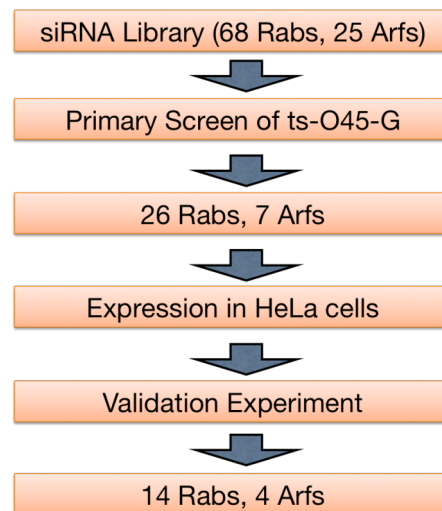 siRNA Library (68 Rabs, 25 Arfs)
Primary Screen of ts-O45-G
26 Rabs, 7 Arfs
Expression in HeLa cells
Validation Experiment
14 Rabs, 4 Arfs